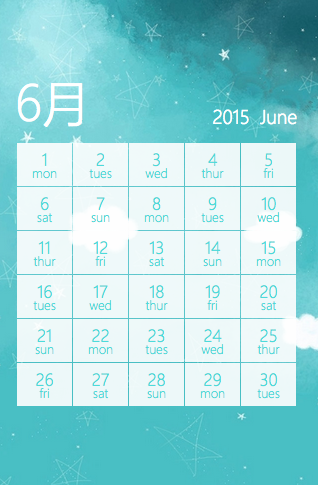 6月
2015 June
1 2 3 4 5
mon tues wed thur fri
6 7 8 9 10
sat sun mon tues wed
11 12 13 14 15
thur fri sat sun mon
16 17 18 19 20
tues wed thur fri sat
21 22 23 24 25
sun mon tues wed thur
26 27 28 29 30
fri sat sun mon tues